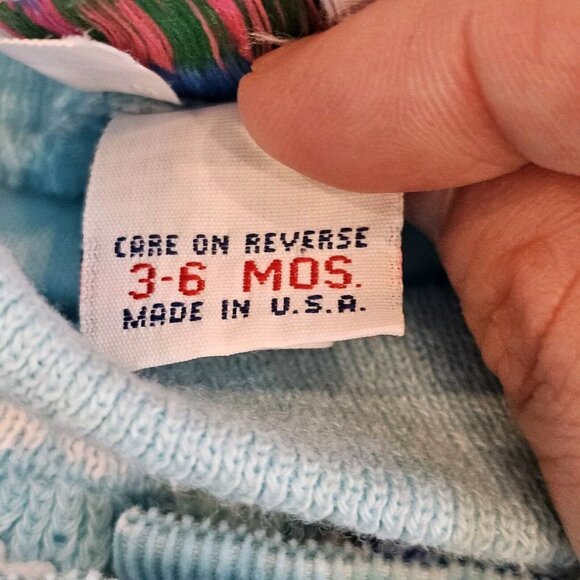 CARE ON REVERSE
3-6 MOS.
MADE IN U.S.A.